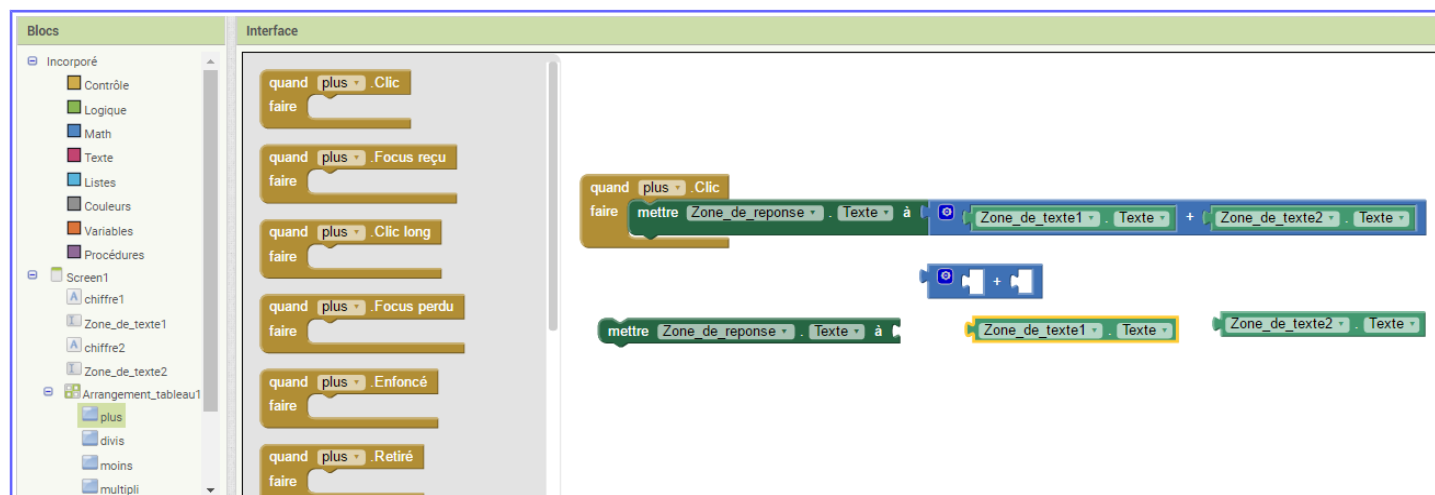 Blocs
Interface
Incorporé
Contrôle
Logique
Math
Texte
Listes
Couleurs
Variables
Procédures
Screen1
chiffre1
Zone_de_texte1
chiffre2
Zone_de_texte2
Arrangement_tableau1
plus
divis
moins
multipli
quand plus .Clic
faire
quand plus .Focus reçu
faire
quand plus .Clic long
faire
quand plus .Focus perdu
faire
quand plus .Enfoncé
faire
quand plus .Retiré
faire
quand plus .Clic
faire mettre Zone_de_reponse . Texte à Zone_de_texte1 . Texte + Zone_de_texte2 . Texte
+
mettre Zone_de_reponse . Texte à
Zone_de_texte1 . Texte
Zone_de_texte2 . Texte